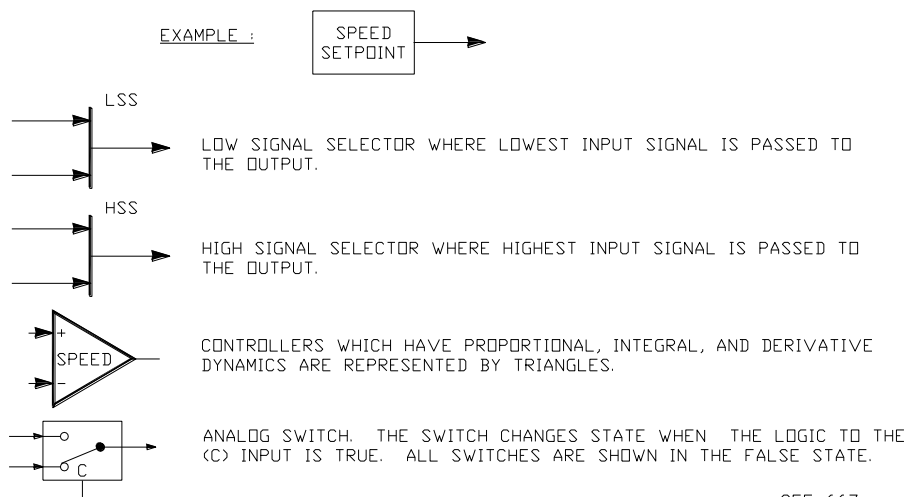 EXAMPLE :
SPEED
SETPOINT
LSS
LOW SIGNAL SELECTOR WHERE LOWEST INPUT SIGNAL IS PASSED TO
THE OUTPUT.
HSS
HIGH SIGNAL SELECTOR WHERE HIGHEST INPUT SIGNAL IS PASSED TO
THE OUTPUT.
+
SPEED
-
CONTROLLERS WHICH HAVE PROPORTIONAL, INTEGRAL, AND DERIVATIVE
DYNAMICS ARE REPRESENTED BY TRIANGLES.
ANALOG SWITCH. THE SWITCH CHANGES STATE WHEN THE LOGIC TO THE
(C) INPUT IS TRUE. ALL SWITCHES ARE SHOWN IN THE FALSE STATE.
C